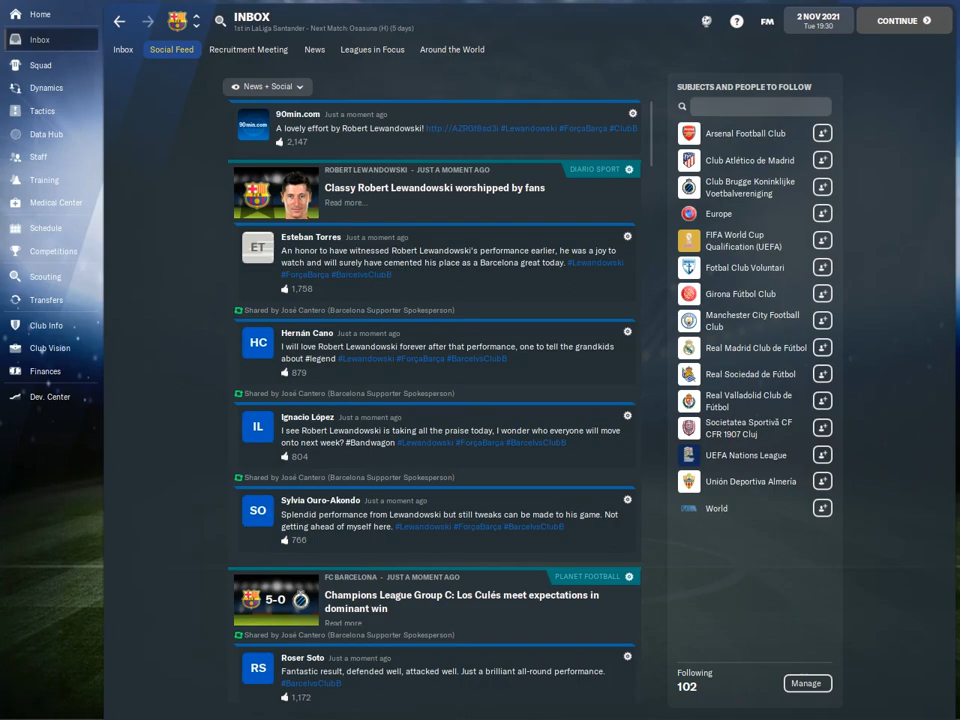 Home
Inbox
Squad
Dynamics
Tactics
Data Hub
Staff
Training
Medical Center
Schedule
Competitions
Scouting
Transfers
Club Info
Club Vision
Finances
Dev. Center
INBOX
1st in LaLiga Santander - Next Match: Osasuna (H) (5 days)
?
FM
2 NOV 2021
Tue 19:30
CONTINUE
Inbox
Social Feed
Recruitment Meeting
News
Leagues in Focus
Around the World
News + Social
90min.com
90min.com Just a moment ago
A lovely effort by Robert Lewandowski! #Lewandowski #ForçaBarça #ClubB
2,147
ROBERT LEWANDOWSKI - JUST A MOMENT AGO
DIARIO SPORT
Classy Robert Lewandowski worshipped by fans
Read more...
ET
Esteban Torres Just a moment ago
An honor to have witnessed Robert Lewandowski's performance earlier, he was a joy to
watch and will surely have cemented his place as a Barcelona great today. #Lewandowski
#ForçaBarça #BarcelvsClubB
1,758
Shared by José Cantero (Barcelona Supporter Spokesperson)
HC
Hernán Cano Just a moment ago
I will love Robert Lewandowski forever after that performance, one to tell the grandkids
about #legend #Lewandowski #ForçaBarça #BarcelvsClubB
879
Shared by José Cantero (Barcelona Supporter Spokesperson)
IL
Ignacio López Just a moment ago
I see Robert Lewandowski is taking all the praise today, I wonder who everyone will move
onto next week? #Bandwagon #Lewandowski #ForçaBarça #BarcelvsClubB
804
Shared by José Cantero (Barcelona Supporter Spokesperson)
SO
Sylvia Ouro-Akondo Just a moment ago
Splendid performance from Lewandowski but still tweaks can be made to his game. Not
getting ahead of myself here. #Lewandowski #ForçaBarça #BarcelvsClubB
766
FC BARCELONA - JUST A MOMENT AGO
PLANET FOOTBALL
5-0
Champions League Group C: Los Culés meet expectations in
dominant win
Read more
Shared by José Cantero (Barcelona Supporter Spokesperson)
RS
Roser Soto Just a moment ago
Fantastic result, defended well, attacked well. Just a brilliant all-round performance.
#BarcelvsClubB
1,172
SUBJECTS AND PEOPLE TO FOLLOW
Arsenal Football Club
Club Atlético de Madrid
Club Brugge Koninklijke
Voetbalvereniging
Europe
FIFA World Cup
Qualification (UEFA)
Fotbal Club Voluntari
Girona Fútbol Club
Manchester City Football
Club
Real Madrid Club de Fútbol
Real Sociedad de Fútbol
Real Valladolid Club de
Fútbol
Societatea Sportivă CF
CFR 1907 Cluj
UEFA Nations League
Unión Deportiva Almería
World
Following
102
Manage